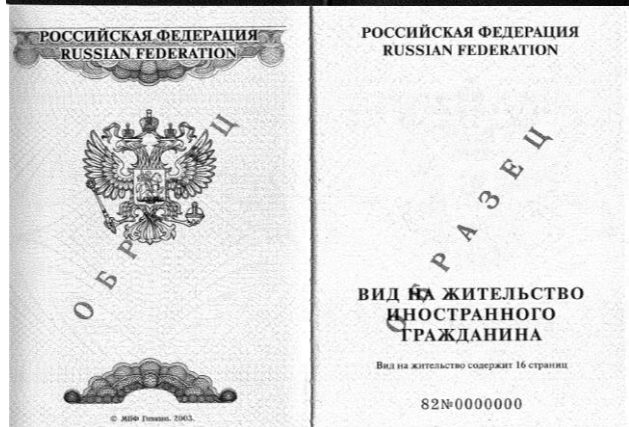 РОССИЙСКАЯ ФЕДЕРАЦИЯ
RUSSIAN FEDERATION
ОБРАЗЕЦ
© МПФ Гознак. 2003.
РОССИЙСКАЯ ФЕДЕРАЦИЯ
RUSSIAN FEDERATION
ОБРАЗЕЦ
ВИД НА ЖИТЕЛЬСТВО
ИНОСТРАННОГО
ГРАЖДАНИНА
Вид на жительство содержит 16 страниц
82№0000000